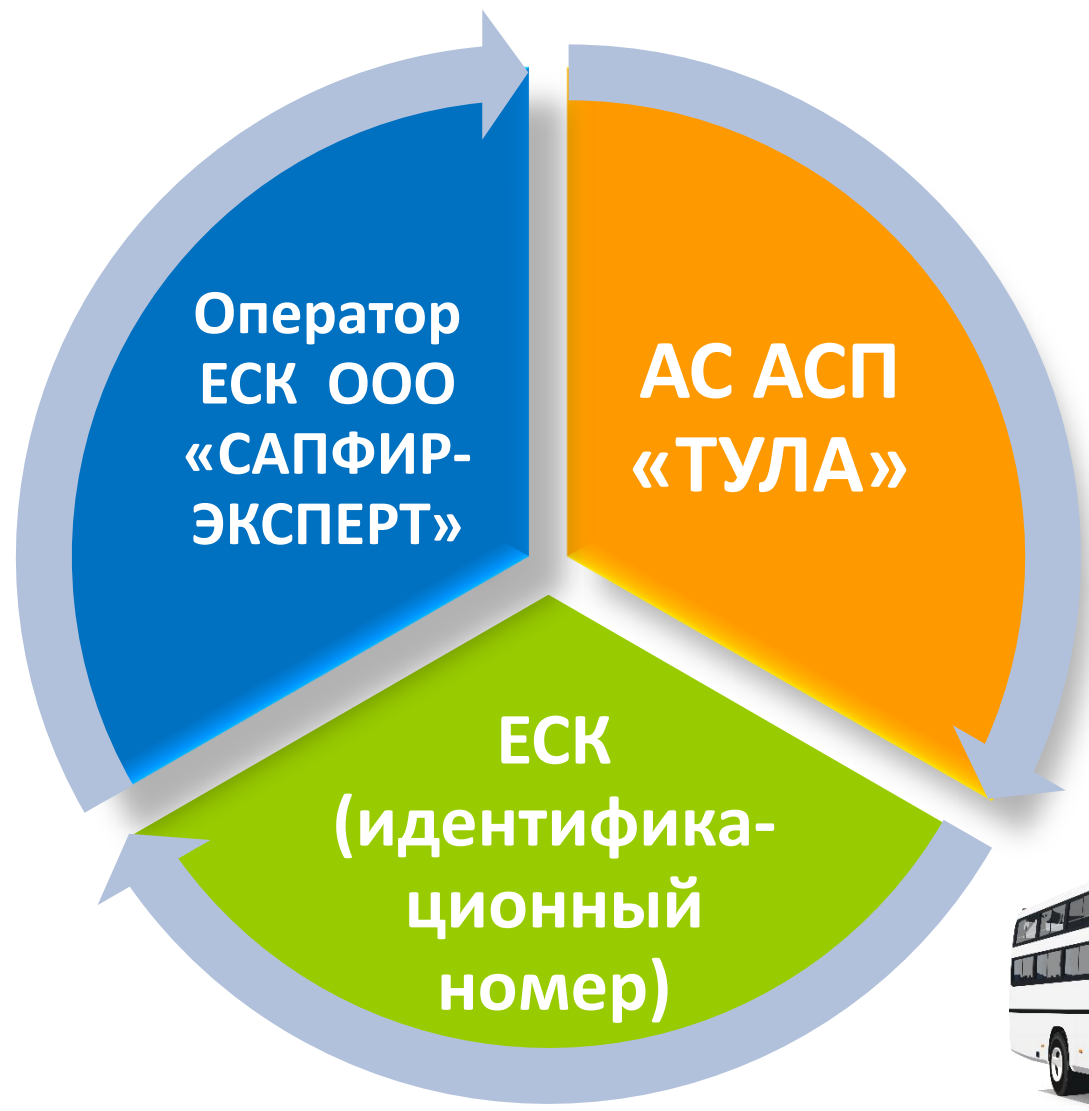 Оператор
ЕСК ООО
«САПФИР-
ЭКСПЕРТ»
АС АСП
«ТУЛА»
ЕСК
(идентифика-
ционный
номер)